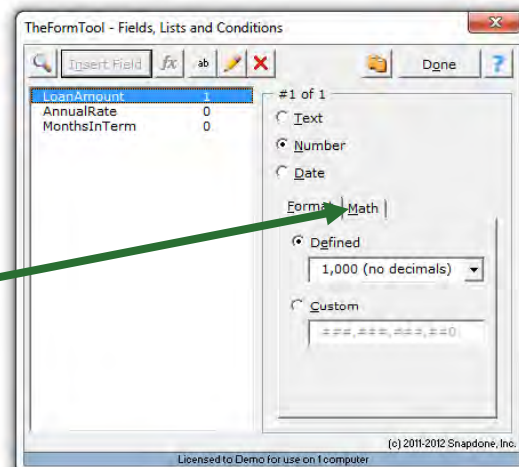 TheFormTool - Fields, Lists and Conditions
Insert Field fx ab Done ?
LoanAmount 1
AnnualRate 0
MonthsInTerm 0
#1 of 1
Text
Number
Date
Format Math
Defined
1,000 (no decimals)
Custom
###,###,###,##0
(c) 2011-2012 Snapdone, Inc.
Licensed to Demo for use on 1 computer